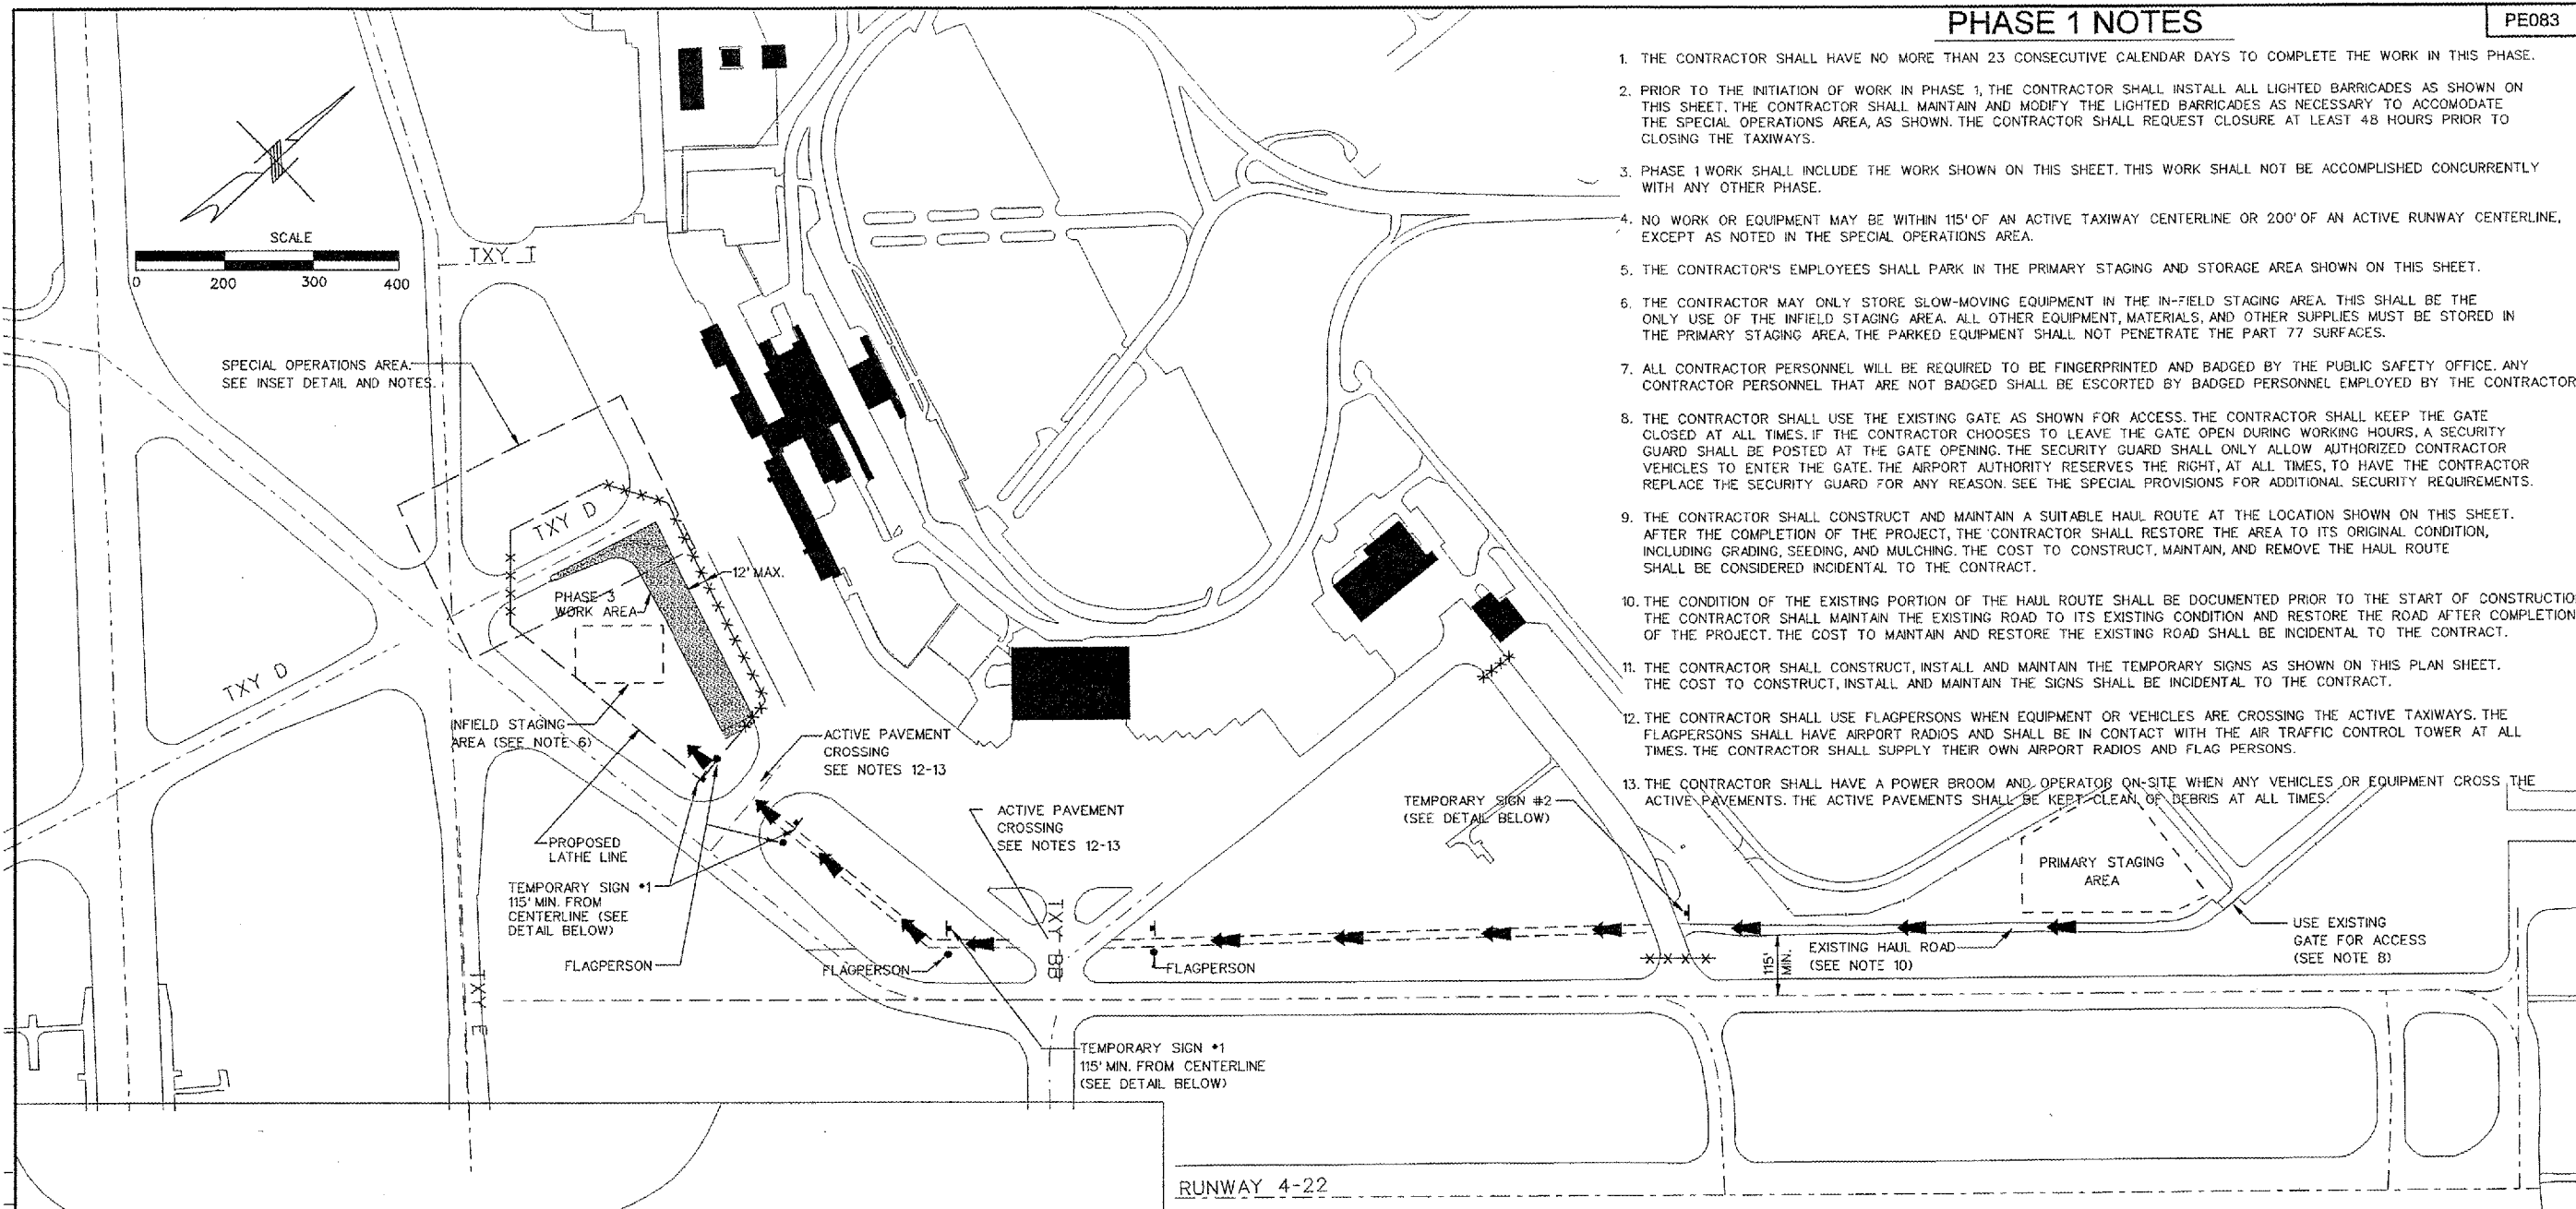 PHASE 1 NOTES
PE083
1. THE CONTRACTOR SHALL HAVE NO MORE THAN 23 CONSECUTIVE CALENDAR DAYS TO COMPLETE THE WORK IN THIS PHASE.
2. PRIOR TO THE INITIATION OF WORK IN PHASE 1, THE CONTRACTOR SHALL INSTALL ALL LIGHTED BARRICADES AS SHOWN ON
THIS SHEET. THE CONTRACTOR SHALL MAINTAIN AND MODIFY THE LIGHTED BARRICADES AS NECESSARY TO ACCOMODATE
THE SPECIAL OPERATIONS AREA, AS SHOWN. THE CONTRACTOR SHALL REQUEST CLOSURE AT LEAST 48 HOURS PRIOR TO
CLOSING THE TAXIWAYS.
3. PHASE 1 WORK SHALL INCLUDE THE WORK SHOWN ON THIS SHEET. THIS WORK SHALL NOT BE ACCOMPLISHED CONCURRENTLY
WITH ANY OTHER PHASE.
4. NO WORK OR EQUIPMENT MAY BE WITHIN 115' OF AN ACTIVE TAXIWAY CENTERLINE OR 200' OF AN ACTIVE RUNWAY CENTERLINE,
EXCEPT AS NOTED IN THE SPECIAL OPERATIONS AREA.
5. THE CONTRACTOR'S EMPLOYEES SHALL PARK IN THE PRIMARY STAGING AND STORAGE AREA SHOWN ON THIS SHEET.
6. THE CONTRACTOR MAY ONLY STORE SLOW-MOVING EQUIPMENT IN THE IN-FIELD STAGING AREA. THIS SHALL BE THE
ONLY USE OF THE INFIELD STAGING AREA. ALL OTHER EQUIPMENT, MATERIALS, AND OTHER SUPPLIES MUST BE STORED IN
THE PRIMARY STAGING AREA. THE PARKED EQUIPMENT SHALL NOT PENETRATE THE PART 77 SURFACES.
7. ALL CONTRACTOR PERSONNEL WILL BE REQUIRED TO BE FINGERPRINTED AND BADGED BY THE PUBLIC SAFETY OFFICE. ANY
CONTRACTOR PERSONNEL THAT ARE NOT BADGED SHALL BE ESCORTED BY BADGED PERSONNEL EMPLOYED BY THE CONTRACTOR
8. THE CONTRACTOR SHALL USE THE EXISTING GATE AS SHOWN FOR ACCESS. THE CONTRACTOR SHALL KEEP THE GATE
CLOSED AT ALL TIMES. IF THE CONTRACTOR CHOOSES TO LEAVE THE GATE OPEN DURING WORKING HOURS, A SECURITY
GUARD SHALL BE POSTED AT THE GATE OPENING. THE SECURITY GUARD SHALL ONLY ALLOW AUTHORIZED CONTRACTOR
VEHICLES TO ENTER THE GATE. THE AIRPORT AUTHORITY RESERVES THE RIGHT, AT ALL TIMES, TO HAVE THE CONTRACTOR
REPLACE THE SECURITY GUARD FOR ANY REASON. SEE THE SPECIAL PROVISIONS FOR ADDITIONAL SECURITY REQUIREMENTS.
9. THE CONTRACTOR SHALL CONSTRUCT AND MAINTAIN A SUITABLE HAUL ROUTE AT THE LOCATION SHOWN ON THIS SHEET.
AFTER THE COMPLETION OF THE PROJECT, THE CONTRACTOR SHALL RESTORE THE AREA TO ITS ORIGINAL CONDITION,
INCLUDING GRADING, SEEDING, AND MULCHING. THE COST TO CONSTRUCT, MAINTAIN, AND REMOVE THE HAUL ROUTE
SHALL BE CONSIDERED INCIDENTAL TO THE CONTRACT.
10. THE CONDITION OF THE EXISTING PORTION OF THE HAUL ROUTE SHALL BE DOCUMENTED PRIOR TO THE START OF CONSTRUCTIO
THE CONTRACTOR SHALL MAINTAIN THE EXISTING ROAD TO ITS EXISTING CONDITION AND RESTORE THE ROAD AFTER COMPLETION
OF THE PROJECT. THE COST TO MAINTAIN AND RESTORE THE EXISTING ROAD SHALL BE INCIDENTAL TO THE CONTRACT.
11. THE CONTRACTOR SHALL CONSTRUCT, INSTALL AND MAINTAIN THE TEMPORARY SIGNS AS SHOWN ON THIS PLAN SHEET.
THE COST TO CONSTRUCT, INSTALL AND MAINTAIN THE SIGNS SHALL BE INCIDENTAL TO THE CONTRACT.
12. THE CONTRACTOR SHALL USE FLAGPERSONS WHEN EQUIPMENT OR VEHICLES ARE CROSSING THE ACTIVE TAXIWAYS. THE
FLAGPERSONS SHALL HAVE AIRPORT RADIOS AND SHALL BE IN CONTACT WITH THE AIR TRAFFIC CONTROL TOWER AT ALL
TIMES. THE CONTRACTOR SHALL SUPPLY THEIR OWN AIRPORT RADIOS AND FLAG PERSONS.
13. THE CONTRACTOR SHALL HAVE A POWER BROOM AND OPERATOR ON-SITE WHEN ANY VEHICLES OR EQUIPMENT CROSS THE
ACTIVE PAVEMENTS. THE ACTIVE PAVEMENTS SHALL BE KEPT CLEAN OF DEBRIS AT ALL TIMES.
SCALE
0 200 300 400
TXY T
SPECIAL OPERATIONS AREA.
SEE INSET DETAIL AND NOTES.
TXY D
12' MAX.
PHASE 3
WORK AREA
TXY D
INFIELD STAGING
AREA (SEE NOTE 6)
ACTIVE PAVEMENT
CROSSING
SEE NOTES 12-13
PROPOSED
LATHE LINE
TEMPORARY SIGN #1
115' MIN. FROM
CENTERLINE (SEE
DETAIL BELOW)
FLAGPERSON
ACTIVE PAVEMENT
CROSSING
SEE NOTES 12-13
TXY BB
FLAGPERSON
FLAGPERSON
TXY E
TEMPORARY SIGN #1
115' MIN. FROM CENTERLINE
(SEE DETAIL BELOW)
TEMPORARY SIGN #2
(SEE DETAIL BELOW)
PRIMARY STAGING
AREA
115'
MIN.
EXISTING HAUL ROAD
(SEE NOTE 10)
USE EXISTING
GATE FOR ACCESS
(SEE NOTE 8)
RUNWAY 4-22